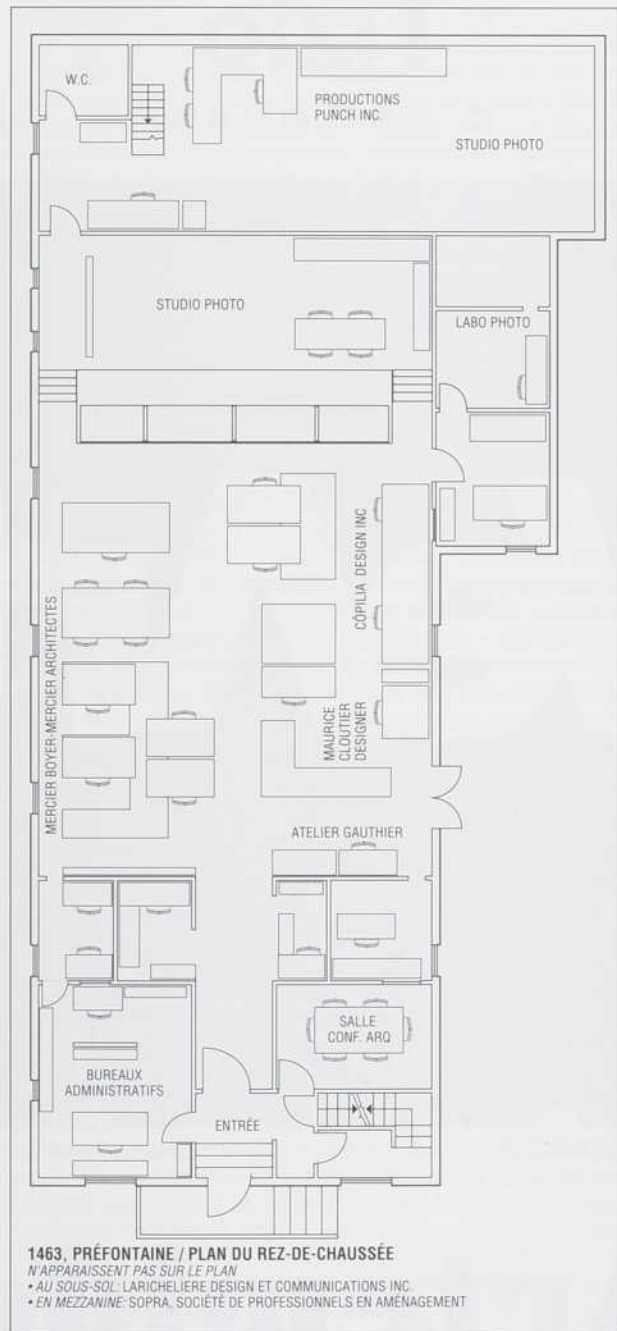 W.C.
PRODUCTIONS
PUNCH INC.
STUDIO PHOTO
STUDIO PHOTO
LABO PHOTO
MERCIER BOYER-MERCIER ARCHITECTES
CÔPILIA DESIGN INC
MAURICE
CLOUTIER
DESIGNER
ATELIER GAUTHIER
SALLE
CONF. ARQ
BUREAUX
ADMINISTRATIFS
ENTRÉE
1463, PRÉFONTAINE / PLAN DU REZ-DE-CHAUSSÉE
N'APPARAISSENT PAS SUR LE PLAN
• AU SOUS-SOL: LARICHELIERE DESIGN ET COMMUNICATIONS INC.
• EN MEZZANINE: SOPRA, SOCIÉTÉ DE PROFESSIONNELS EN AMÉNAGEMENT